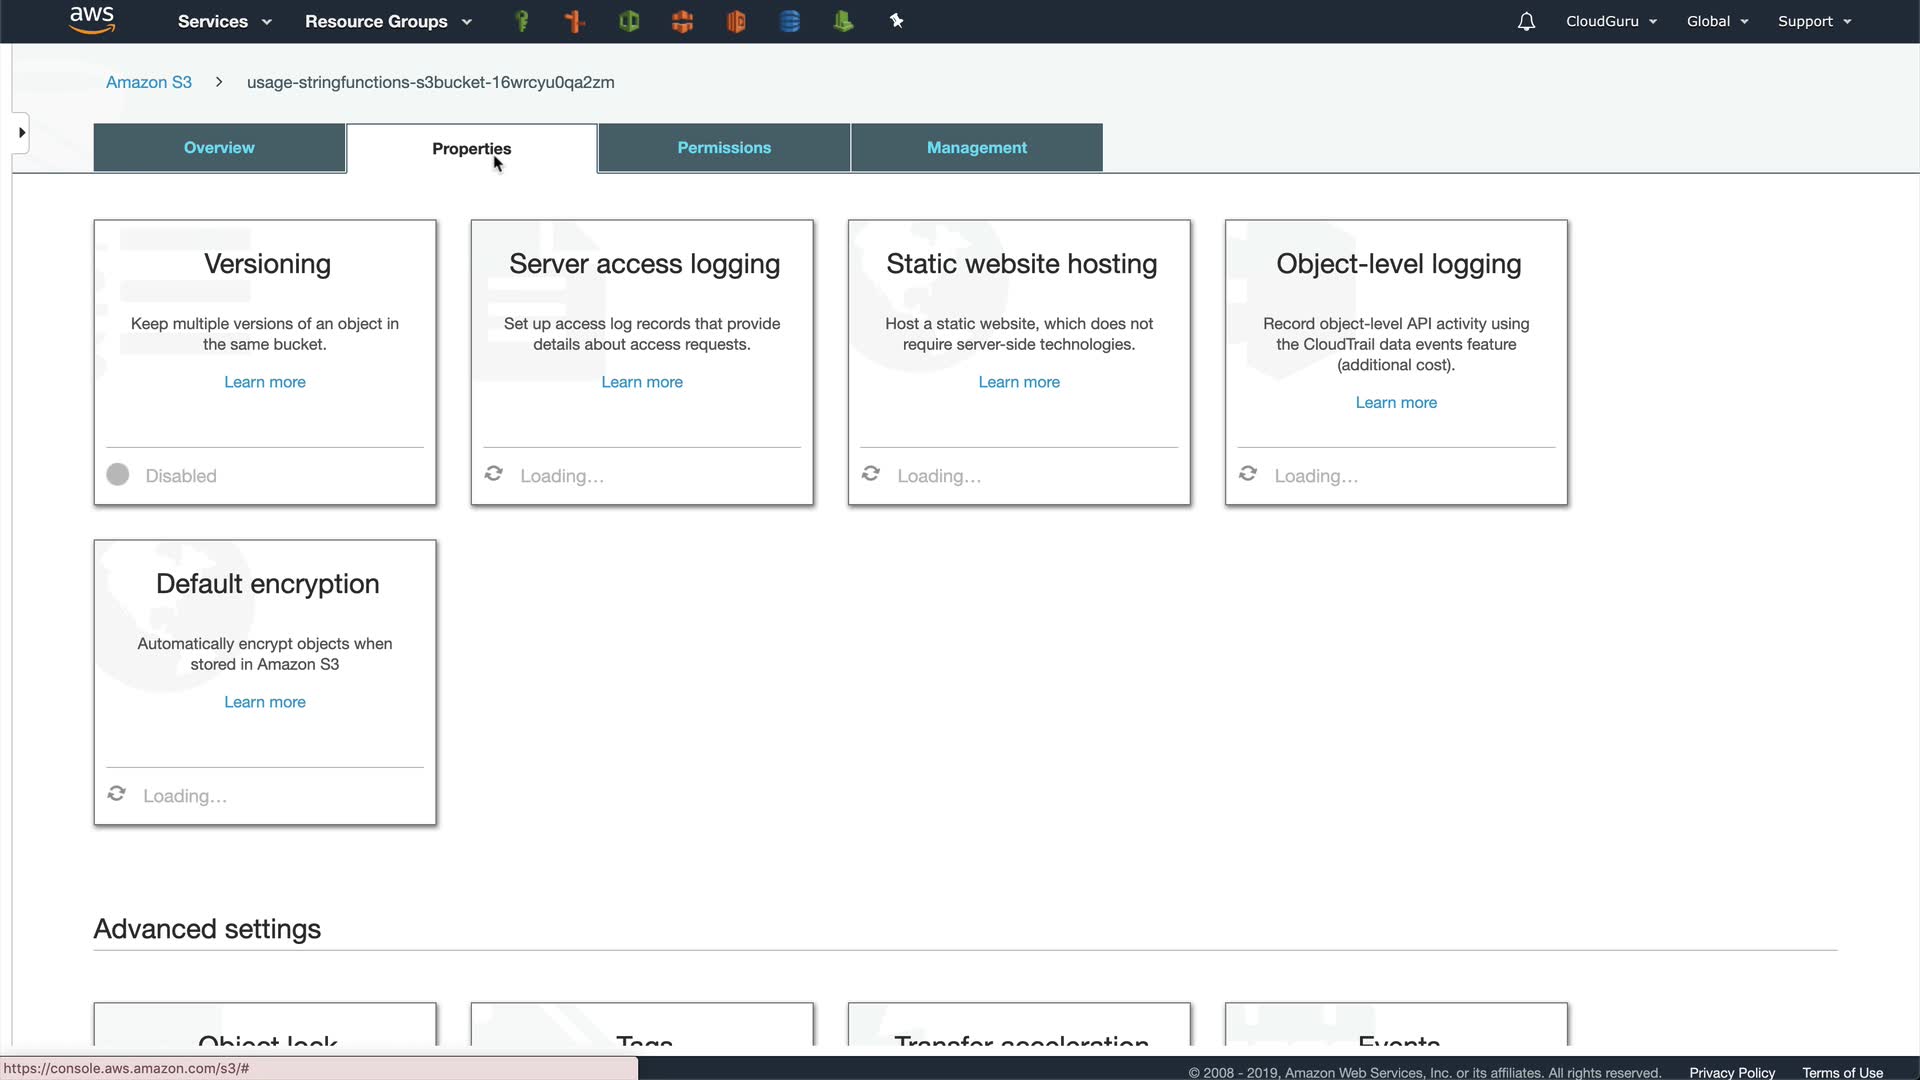 aws Services Resource Groups CloudGuru Global Support
Amazon S3 > usage-stringfunctions-s3bucket-16wrcyu0qa2zm
Overview Properties Permissions Management
Versioning
Keep multiple versions of an object in
the same bucket.
Learn more
Disabled
Server access logging
Set up access log records that provide
details about access requests.
Learn more
Loading…
Static website hosting
Host a static website, which does not
require server-side technologies.
Learn more
Loading…
Object-level logging
Record object-level API activity using
the CloudTrail data events feature
(additional cost).
Learn more
Loading…
Default encryption
Automatically encrypt objects when
stored in Amazon S3
Learn more
Loading…
Advanced settings
Object lock
Tags
Transfer acceleration
Events
https://console.aws.amazon.com/s3/#
© 2008 - 2019, Amazon Web Services, Inc. or its affiliates. All rights reserved. Privacy Policy Terms of Use